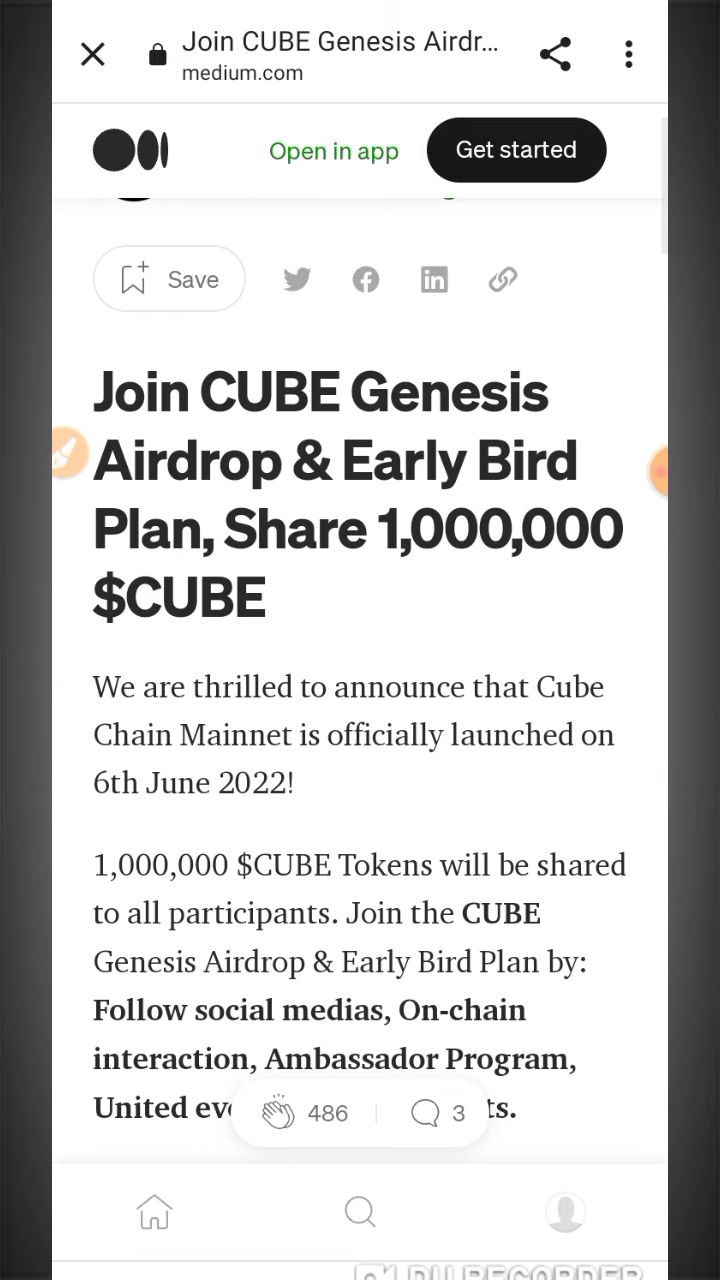 Join CUBE Genesis Airdr...
medium.com
Open in app
Get started
Save
Join CUBE Genesis
Airdrop & Early Bird
Plan, Share 1,000,000
$CUBE
We are thrilled to announce that Cube
Chain Mainnet is officially launched on
6th June 2022!
1,000,000 $CUBE Tokens will be shared
to all participants. Join the CUBE
Genesis Airdrop & Early Bird Plan by:
Follow social medias, On-chain
interaction, Ambassador Program,
United
486
3